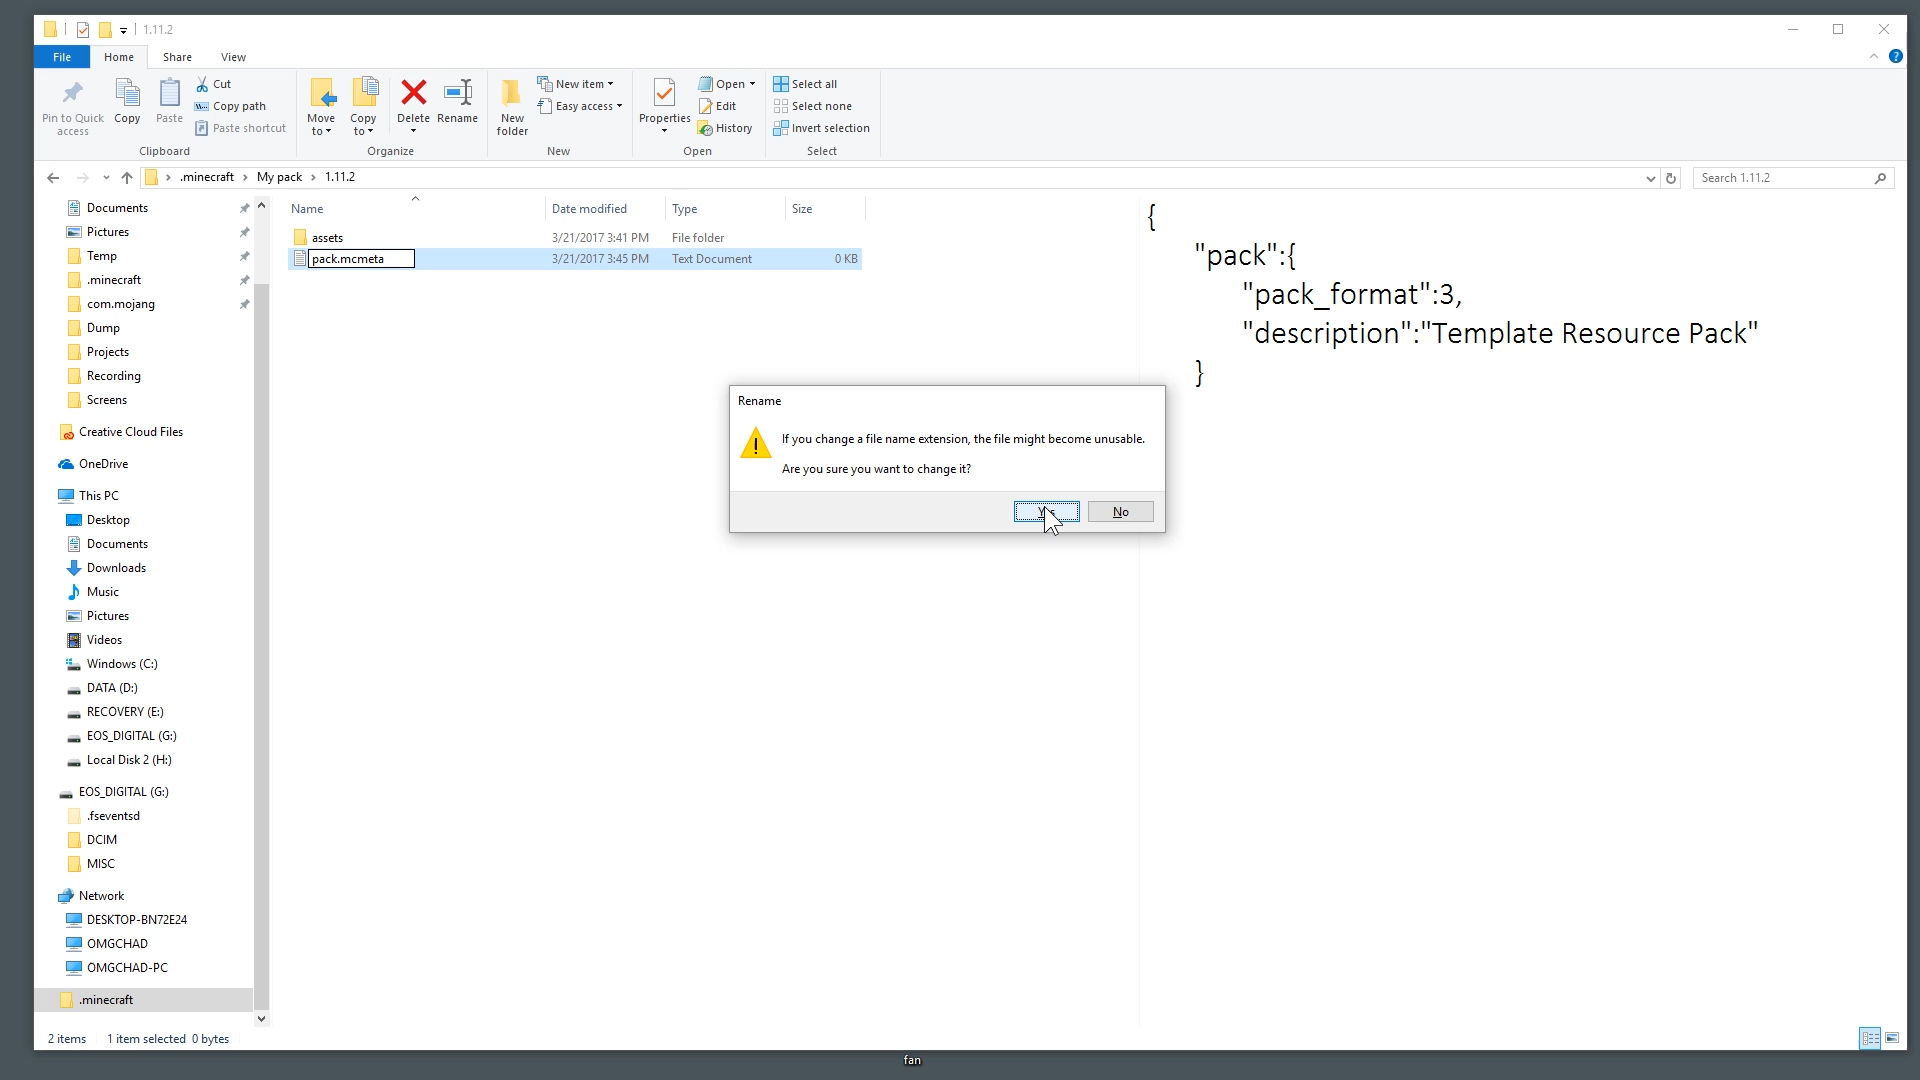 1.11.2
File
Home
Share
View
Pin to Quick access
Copy
Paste
Cut
Copy path
Paste shortcut
Clipboard
Move to
Copy to
Delete
Rename
Organize
New folder
New item
Easy access
New
Properties
Open
Edit
History
Open
Select all
Select none
Invert selection
Select
.minecraft
My pack
1.11.2
Search 1.11.2
Documents
Pictures
Temp
.minecraft
com.mojang
Dump
Projects
Recording
Screens
Creative Cloud Files
OneDrive
This PC
Desktop
Documents
Downloads
Music
Pictures
Videos
Windows (C:)
DATA (D:)
RECOVERY (E:)
EOS_DIGITAL (G:)
Local Disk 2 (H:)
EOS_DIGITAL (G:)
.fseventsd
DCIM
MISC
Network
DESKTOP-BN72E24
OMGCHAD
OMGCHAD-PC
.minecraft
Name Date modified Type Size
assets 3/21/2017 3:41 PM File folder
pack.mcmeta 3/21/2017 3:45 PM Text Document 0 KB
{
"pack":{
"pack_format":3,
"description":"Template Resource Pack"
}
Rename
If you change a file name extension, the file might become unusable.
Are you sure you want to change it?
Yes
No
2 items 1 item selected 0 bytes
fan